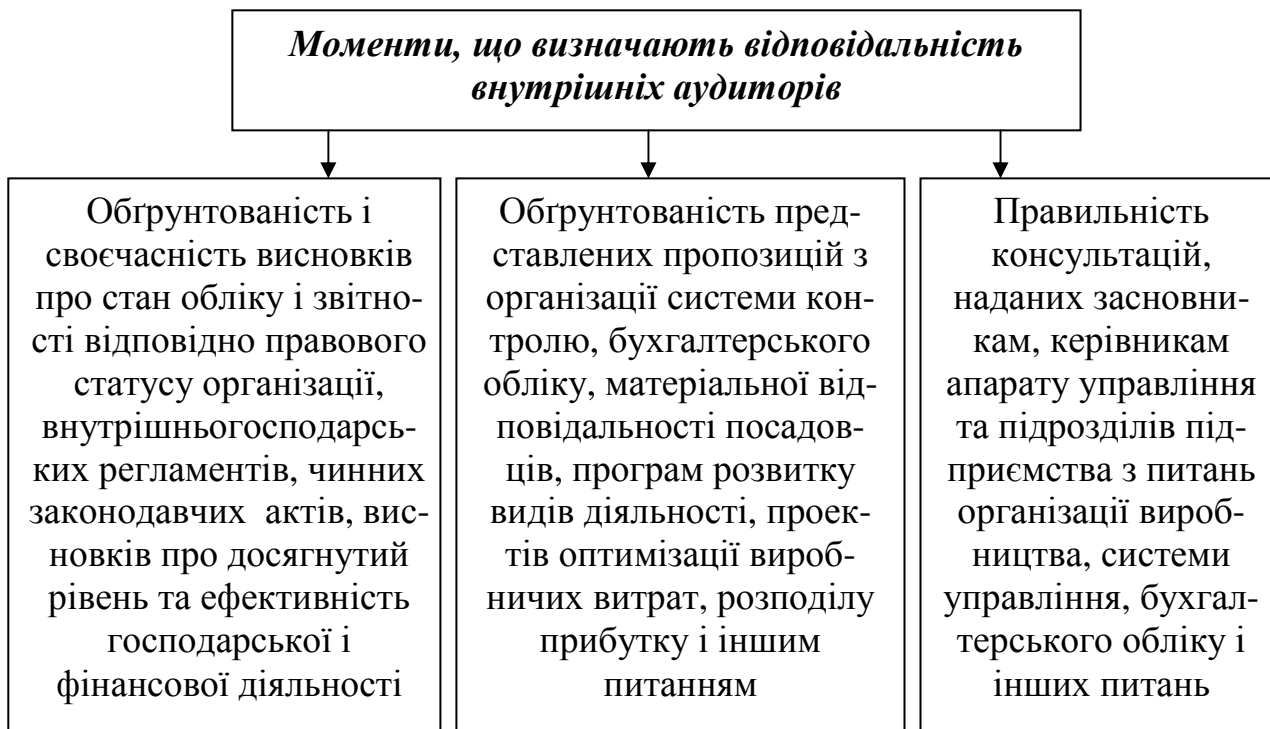 Моменти, що визначають відповідальність
внутрішніх аудиторів
Обґрунтованість і
своєчасність висновків
про стан обліку і звітно-
сті відповідно правового
статусу організації,
внутрішньогосподарсь-
ких регламентів, чинних
законодавчих актів, вис-
новків про досягнутий
рівень та ефективність
господарської і
фінансової діяльності
Обґрунтованість пред-
ставлених пропозицій з
організації системи кон-
тролю, бухгалтерського
обліку, матеріальної від-
повідальності посадов-
ців, програм розвитку
видів діяльності, проек-
тів оптимізації вироб-
ничих витрат, розподілу
прибутку і іншим
питанням
Правильність
консультацій,
наданих засновни-
кам, керівникам
апарату управління
та підрозділів під-
приємства з питань
організації вироб-
ництва, системи
управління, бухгал-
терського обліку і
інших питань